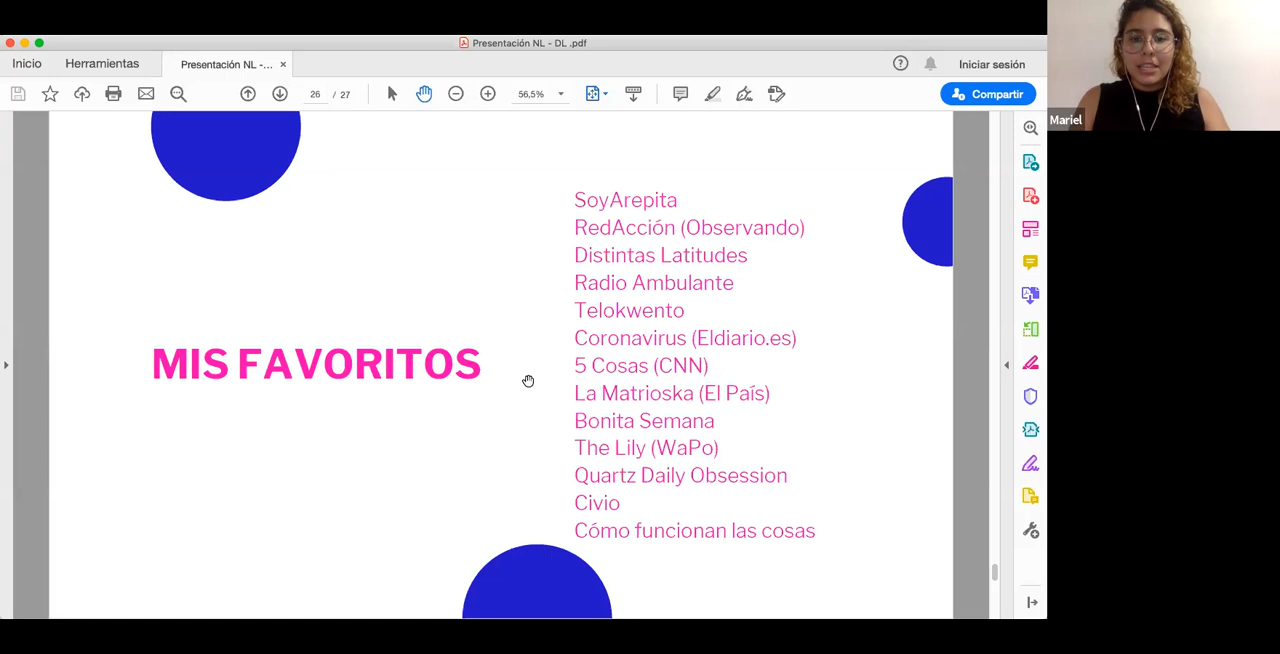 Presentación NL - DL .pdf
Inicio
Herramientas
Presentación NL -... ×
Iniciar sesión
26 / 27
56,5%
Compartir
Mariel
MIS FAVORITOS
SoyArepita
RedAcción (Observando)
Distintas Latitudes
Radio Ambulante
Telokwento
Coronavirus (Eldiario.es)
5 Cosas (CNN)
La Matrioska (El País)
Bonita Semana
The Lily (WaPo)
Quartz Daily Obsession
Civio
Cómo funcionan las cosas